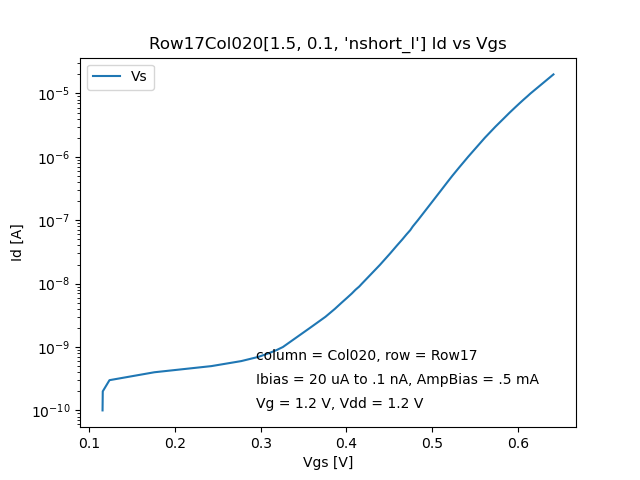 Row17Col020[1.5, 0.1, 'nshort_l'] Id vs Vgs
Vs
10⁻⁵
10⁻⁶
10⁻⁷
10⁻⁸
10⁻⁹
10⁻¹⁰
Id [A]
column = Col020, row = Row17
Ibias = 20 uA to .1 nA, AmpBias = .5 mA
Vg = 1.2 V, Vdd = 1.2 V
0.1 0.2 0.3 0.4 0.5 0.6
Vgs [V]